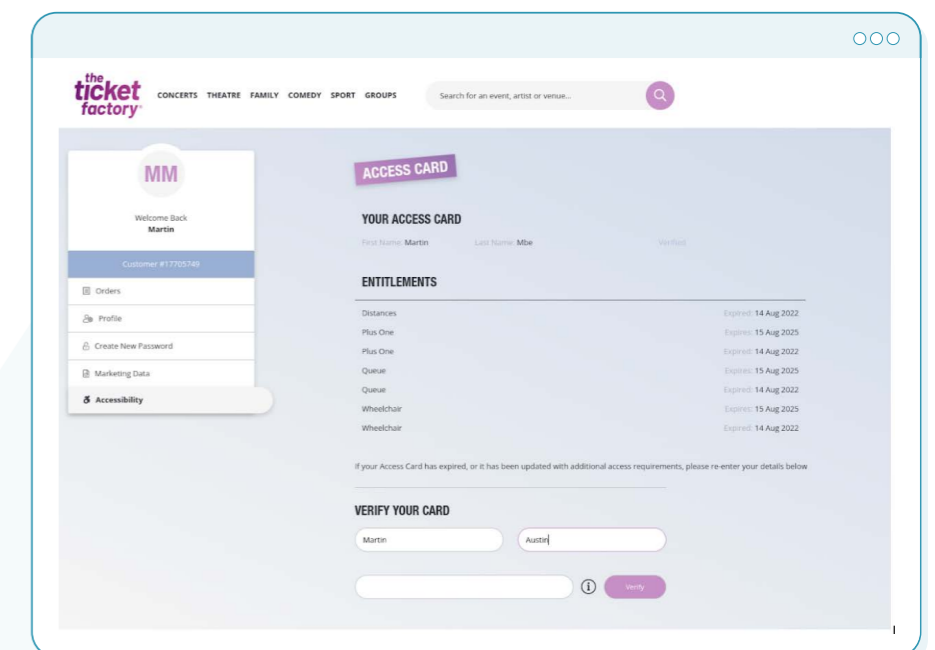 the
ticket
factory
CONCERTS THEATRE FAMILY COMEDY SPORT GROUPS
Search for an event, artist or venue...
MM
Welcome Back
Martin
Customer #17705749
Orders
Profile
Create New Password
Marketing Data
Accessibility
ACCESS CARD
YOUR ACCESS CARD
First Name: Martin Last Name: Mbe Verified
ENTITLEMENTS
Distances Expired: 14 Aug 2022
Plus One Expires: 15 Aug 2025
Plus One Expired: 14 Aug 2022
Queue Expires: 15 Aug 2025
Queue Expired: 14 Aug 2022
Wheelchair Expires: 15 Aug 2025
Wheelchair Expired: 14 Aug 2022
If your Access Card has expired, or it has been updated with additional access requirements, please re-enter your details below
VERIFY YOUR CARD
Martin Austin
Verify